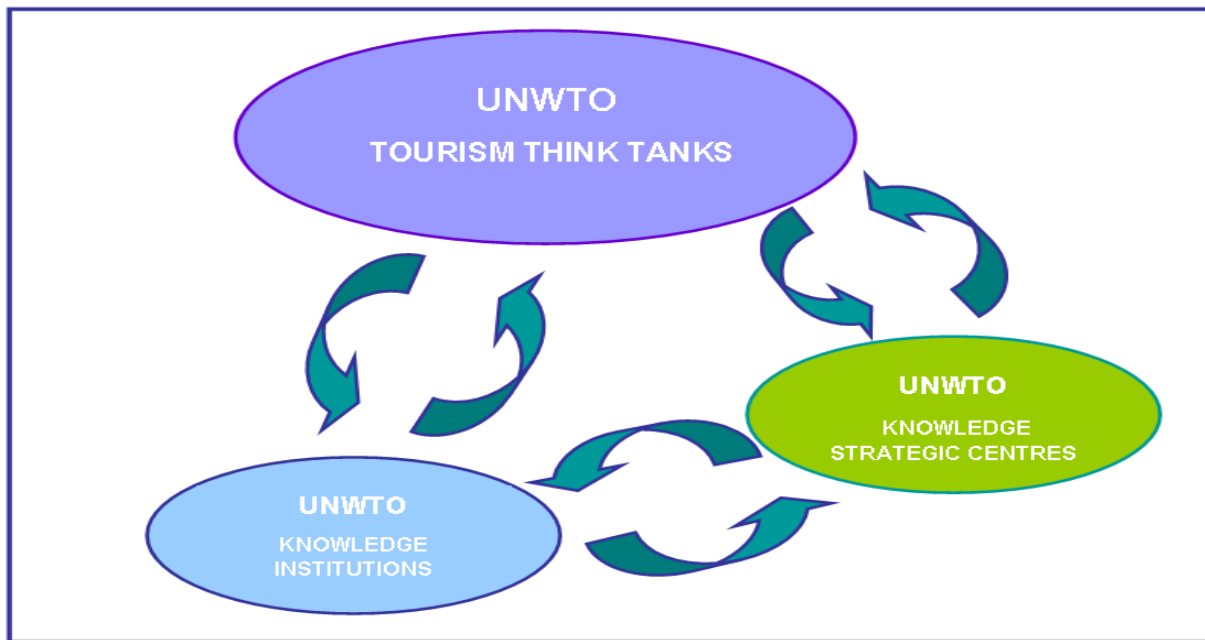 UNWTO
TOURISM THINK TANKS
UNWTO
KNOWLEDGE
STRATEGIC CENTRES
UNWTO
KNOWLEDGE
INSTITUTIONS